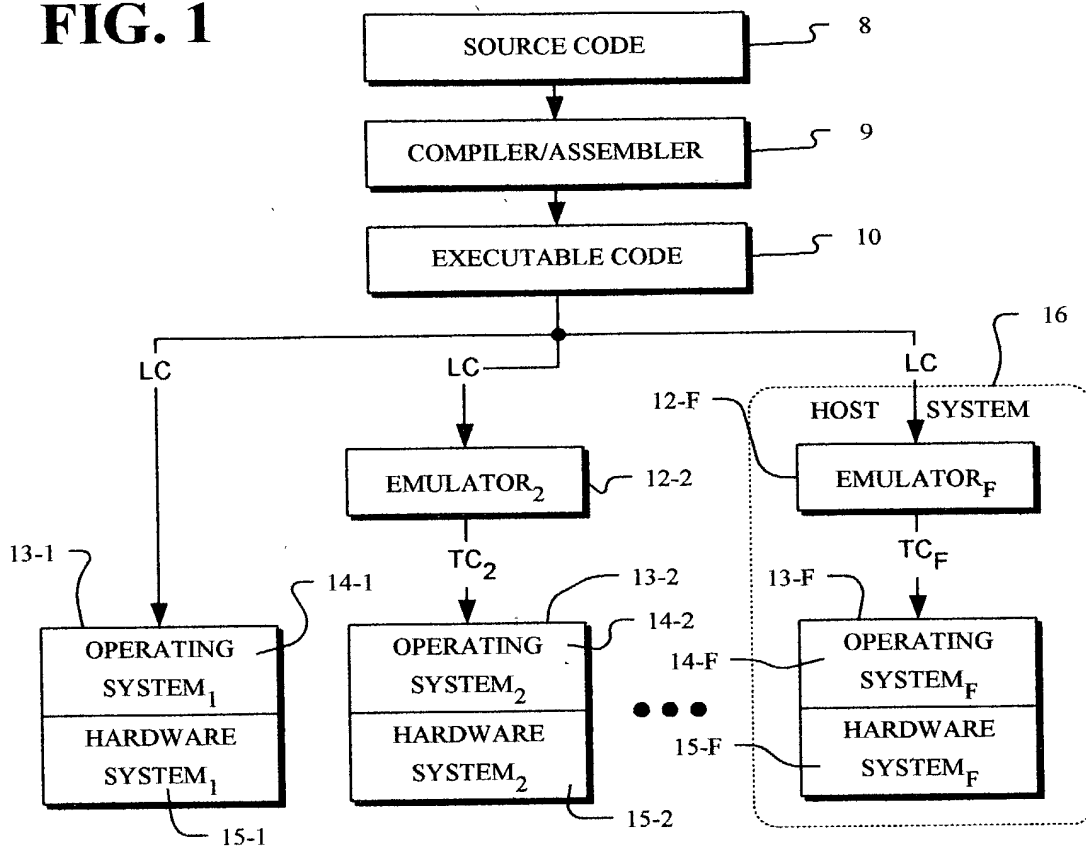 FIG. 1
SOURCE CODE
8
COMPILER/ASSEMBLER
9
EXECUTABLE CODE
10
16
LC
LC
LC
12-F
HOST SYSTEM
EMULATOR2
12-2
EMULATORF
13-1
TC2
TCF
14-1
13-2
13-F
OPERATING
SYSTEM1
14-2
OPERATING
SYSTEM2
14-F
OPERATING
SYSTEMF
HARDWARE
SYSTEM1
HARDWARE
SYSTEM2
15-F
HARDWARE
SYSTEMF
15-1
15-2